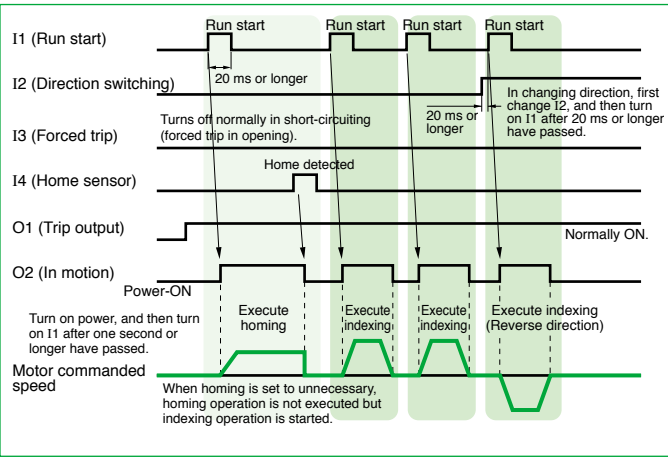 Run start
Run start
Run start
Run start
I1 (Run start)
20 ms or longer
I2 (Direction switching)
20 ms or
longer
In changing direction, first
change I2, and then turn
on I1 after 20 ms or longer
have passed.
Turns off normally in short-circuiting
(forced trip in opening).
I3 (Forced trip)
Home detected
I4 (Home sensor)
O1 (Trip output)
Normally ON.
O2 (In motion)
Power-ON
Turn on power, and then turn
on I1 after one second or
longer have passed.
Execute
homing
Execute
indexing
Execute
indexing
Execute indexing
(Reverse direction)
Motor commanded
speed
When homing is set to unnecessary,
homing operation is not executed but
indexing operation is started.